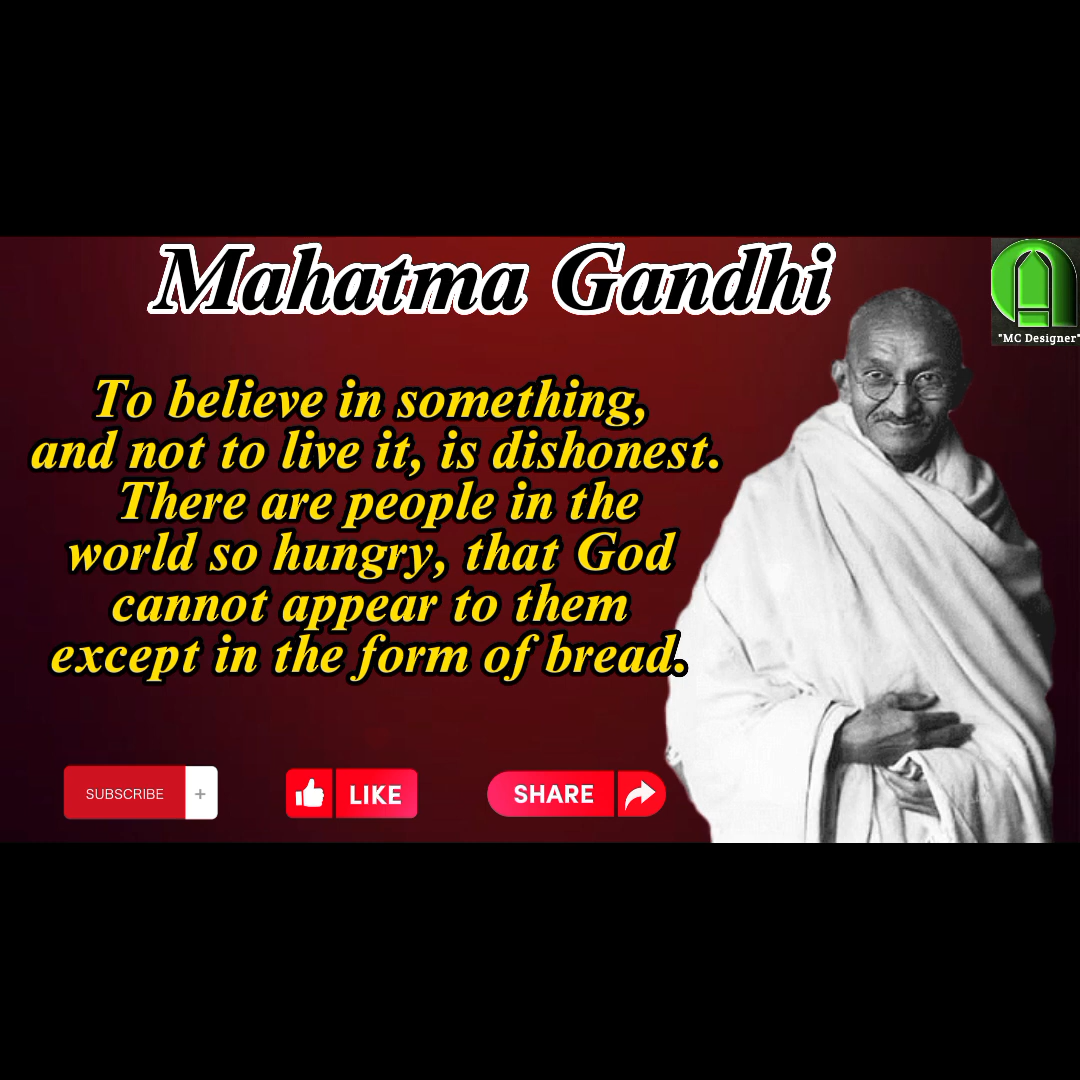 Mahatma Gandhi
"MC Designer"
To believe in something,
and not to live it, is dishonest.
There are people in the
world so hungry, that God
cannot appear to them
except in the form of bread.
SUBSCRIBE +
LIKE
SHARE